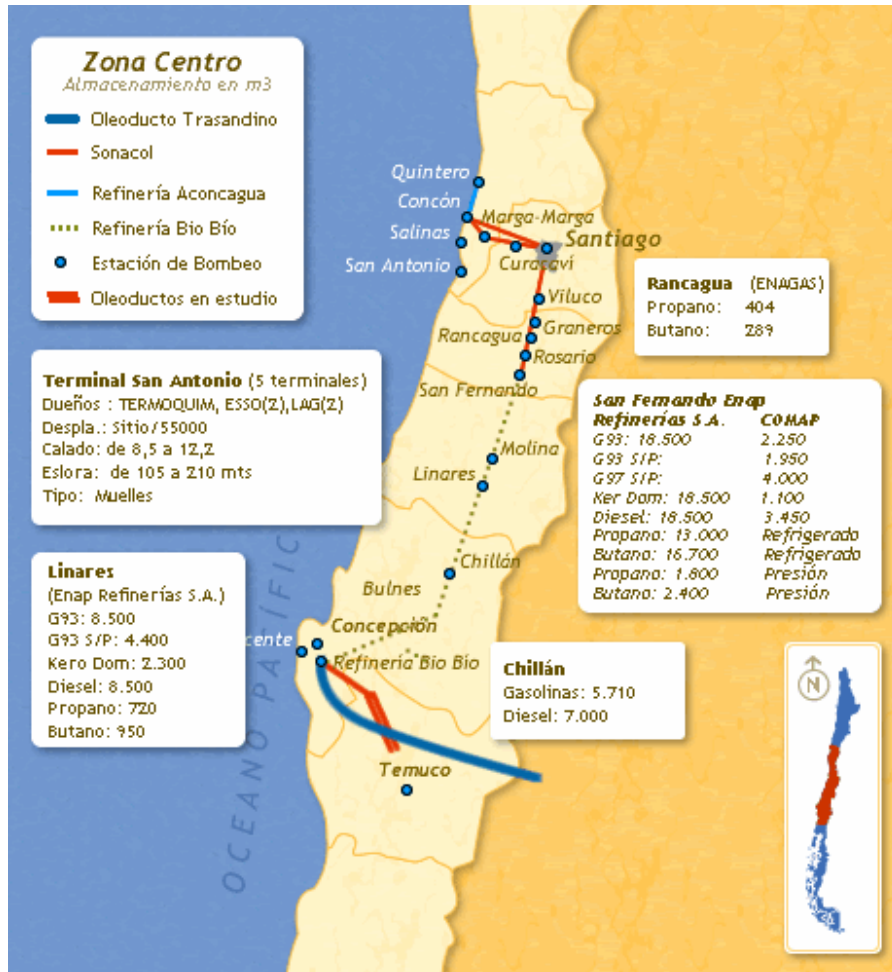 Zona Centro
Almacenamiento en m3
Oleoducto Trasandino
Sonacol
Refinería Aconcagua
Refinería Bio Bío
Estación de Bombeo
Oleoductos en estudio
Quintero
Concón
Marga-Marga
Salinas
Santiago
San Antonio
Curacaví
Viluco
Rancagua (ENAGAS)
Propano: 404
Butano: 289
Graneros
Rancagua
Rosario
San Fernando
Terminal San Antonio (5 terminales)
Dueños : TERMOQUIM, ESSO(2),LAG(2)
Despla.: Sitio/55000
Calado: de 8,5 a 12,2
Eslora: de 105 a 210 mts
Tipo: Muelles
San Fernando Enap
Refinerías S.A. COMAP
G93: 18.500 2.250
G93 S/P: 1.950
G97 S/P: 4.000
Ker Dom: 18.500 1.100
Diesel: 18.500 3.450
Propano: 13.000 Refrigerado
Butano: 16.700 Refrigerado
Propano: 1.800 Presión
Butano: 2.400 Presión
Molina
Linares
Chillán
Bulnes
Linares
(Enap Refinerías S.A.)
G93: 8.500
G93 S/P: 4.400
Kero Dom: 2.300
Diesel: 8.500
Propano: 720
Butano: 950
Concepción
cente
Refinería Bio Bío
Chillán
Gasolinas: 5.710
Diesel: 7.000
Temuco
OCEANO PACÍFIC
N